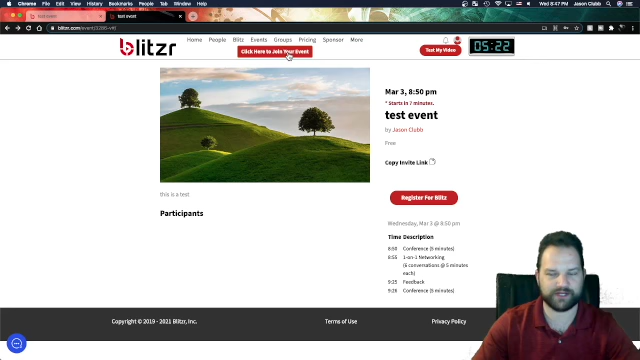 Chrome File Edit View History Bookmarks People Tab Window Help
Wed 8:47 PM Jason Clubb
test event
blitzr.com/event/
blitzr
Home People Blitz Events Groups Pricing Sponsor More
Click Here to Join Your Event
Test My Video
05:22
Mar 3, 8:50 pm
* Starts in 7 minutes.
test event
by Jason Clubb
Free
Copy Invite Link
Register For Blitz
this is a test
Participants
Wednesday, Mar 3 @ 8:50 pm
Time Description
8:50 Conference (5 minutes)
8:55 1-on-1 Networking
(6 conversations @ 5 minutes
each)
9:25 Feedback
9:26 Conference (5 minutes)
Copyright © 2019 - 2021 Blitzr, Inc. Terms of Use Privacy Policy